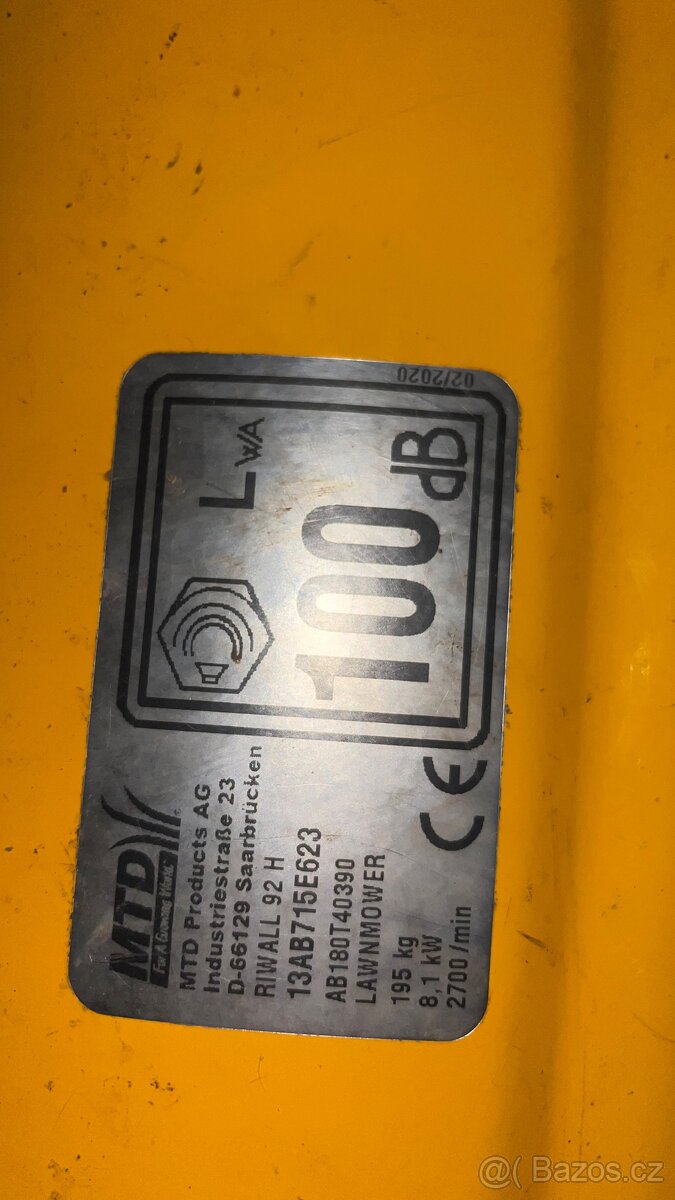 MTD
For A Growing World.
MTD Products AG
Industriestraße 23
D-66129 Saarbrücken
RIWALL 92 H
13AB715E623
AB180T40390
LAWNMOWER
195 kg
8,1 kW
2700 /min
CE
LWA
100
dB
02/2020
@( Bazoš.cz